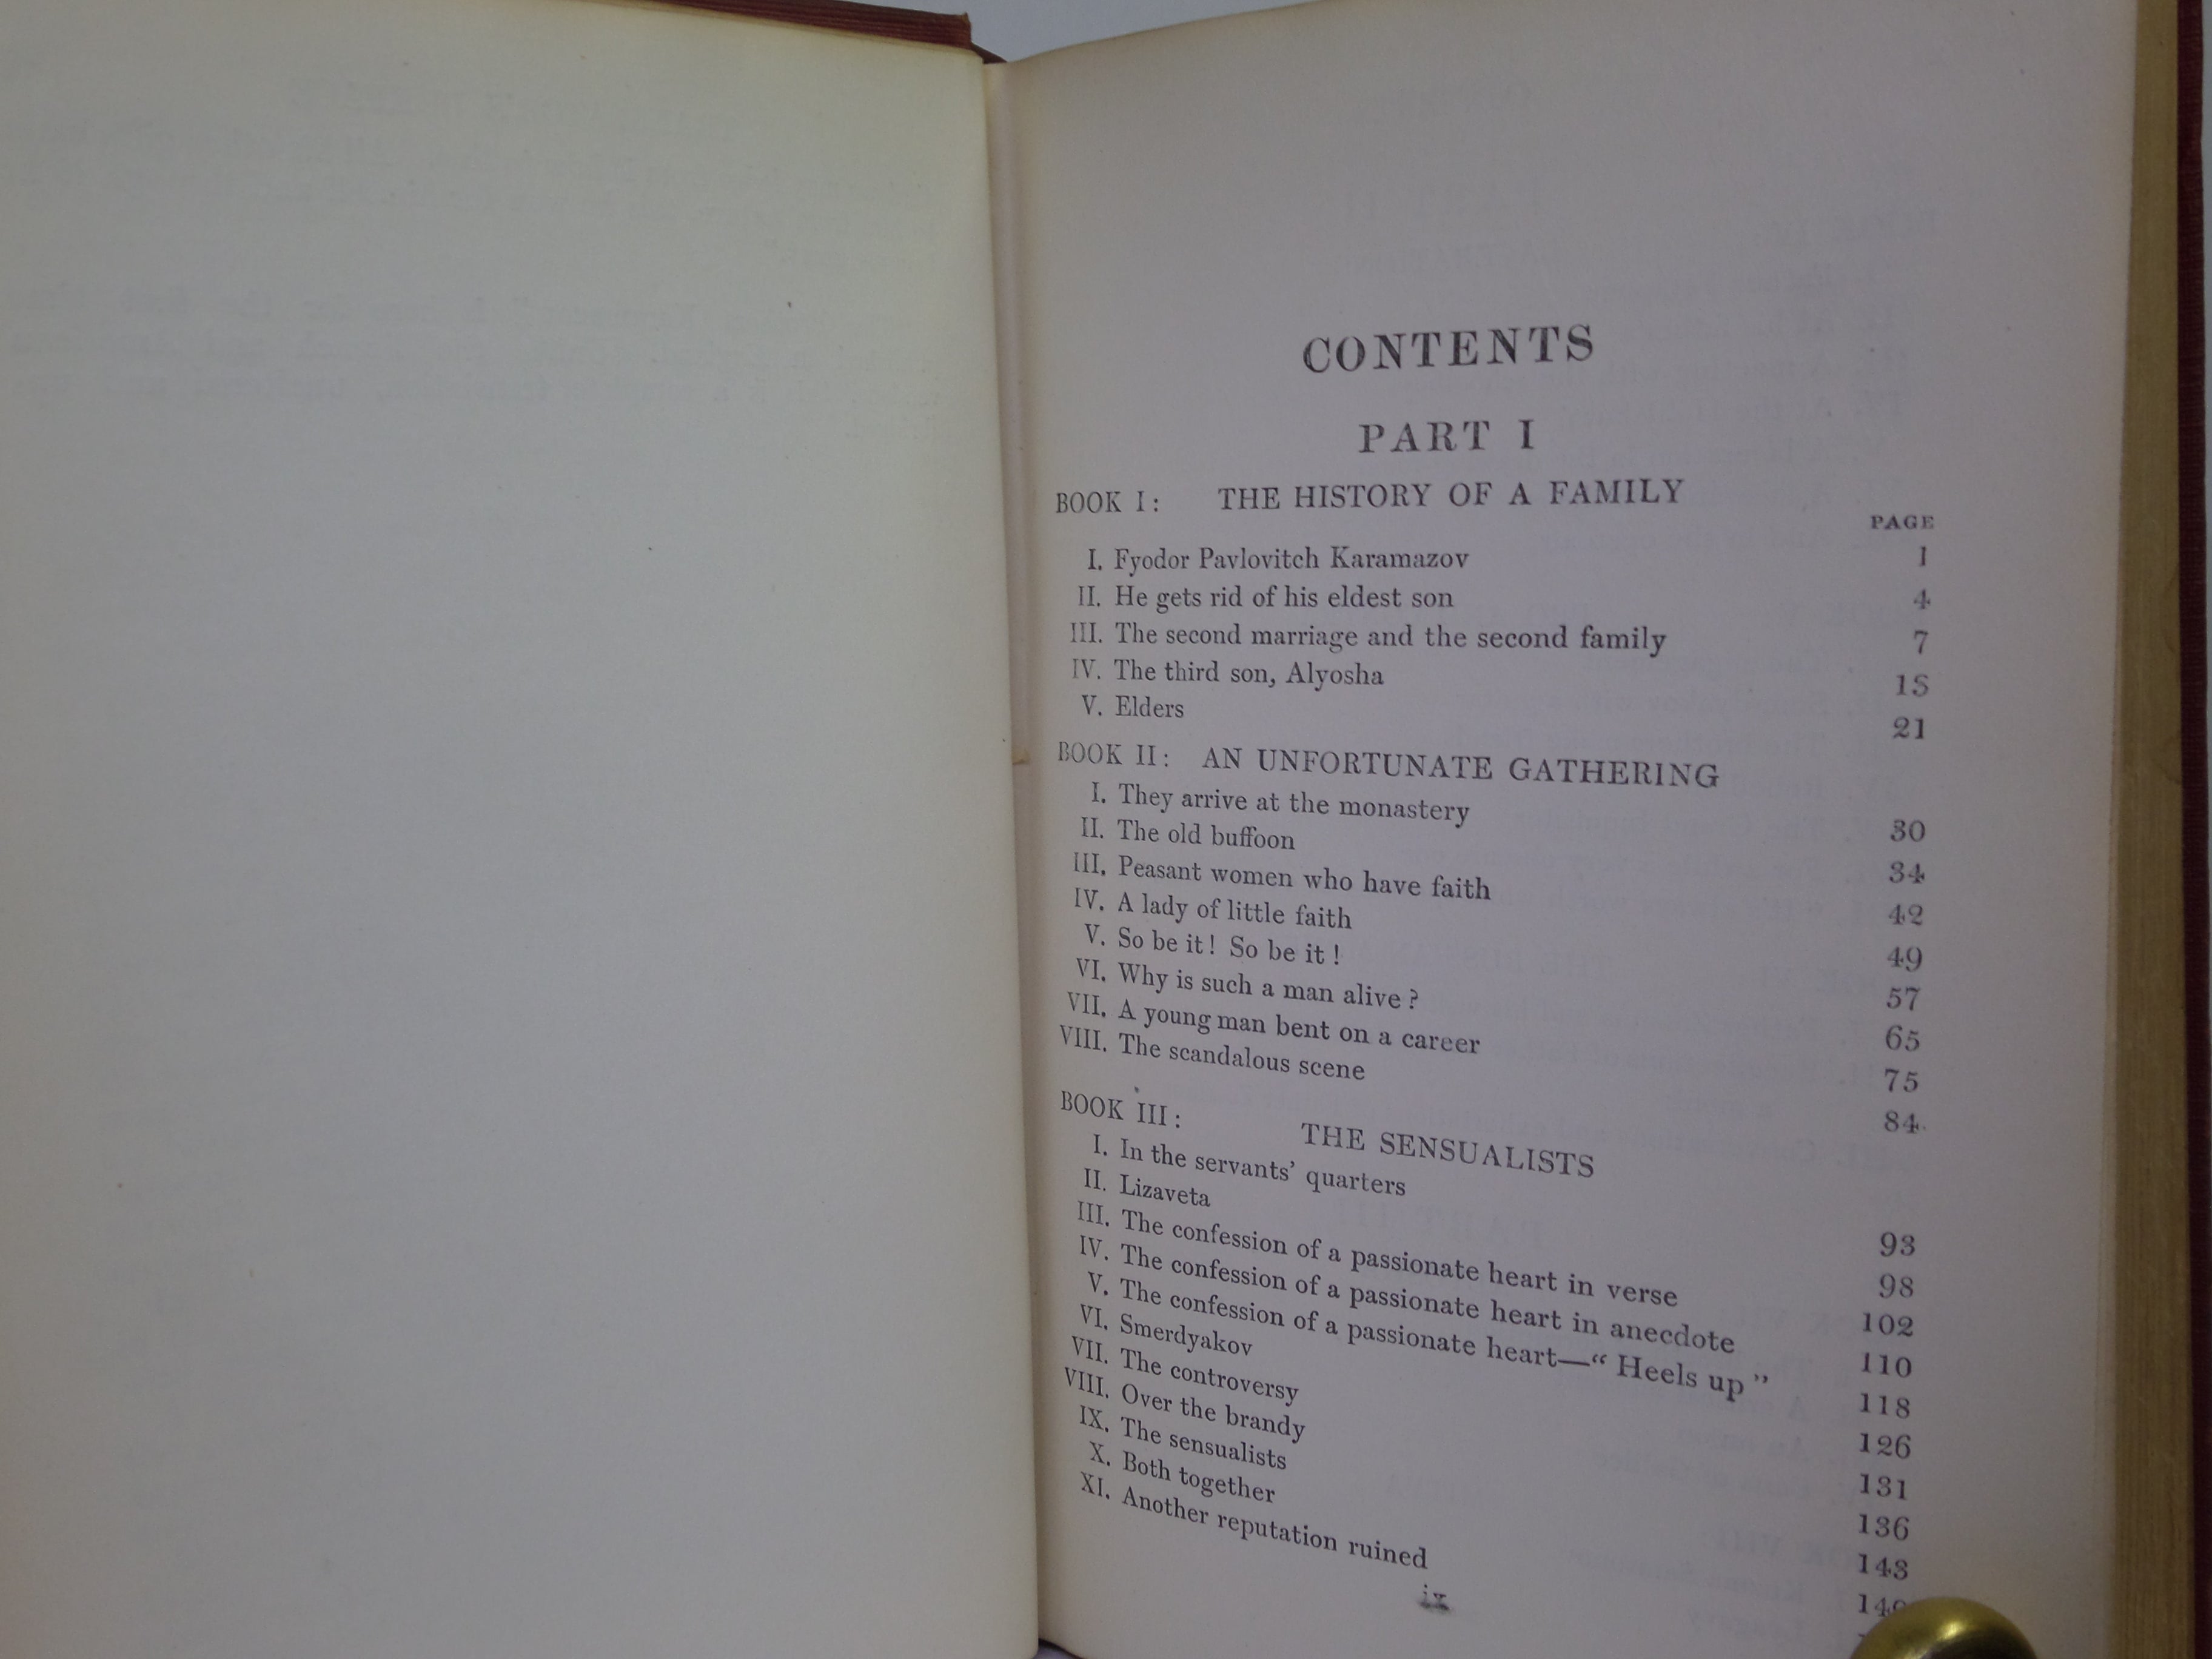 CONTENTS
PART I
BOOK I: THE HISTORY OF A FAMILY
PAGE
I. Fyodor Pavlovitch Karamazov 1
II. He gets rid of his eldest son 4
III. The second marriage and the second family 7
IV. The third son, Alyosha 13
V. Elders 21
BOOK II: AN UNFORTUNATE GATHERING
I. They arrive at the monastery 30
II. The old buffoon 34
III. Peasant women who have faith 42
IV. A lady of little faith 49
V. So be it! So be it! 57
VI. Why is such a man alive? 65
VII. A young man bent on a career 75
VIII. The scandalous scene 84
BOOK III: THE SENSUALISTS
I. In the servants' quarters 93
II. Lizaveta 98
III. The confession of a passionate heart in verse 102
IV. The confession of a passionate heart in anecdote 110
V. The confession of a passionate heart—“ Heels up ” 118
VI. Smerdyakov 126
VII. The controversy 131
VIII. Over the brandy 136
IX. The sensualists 143
X. Both together
XI. Another reputation ruined
ix